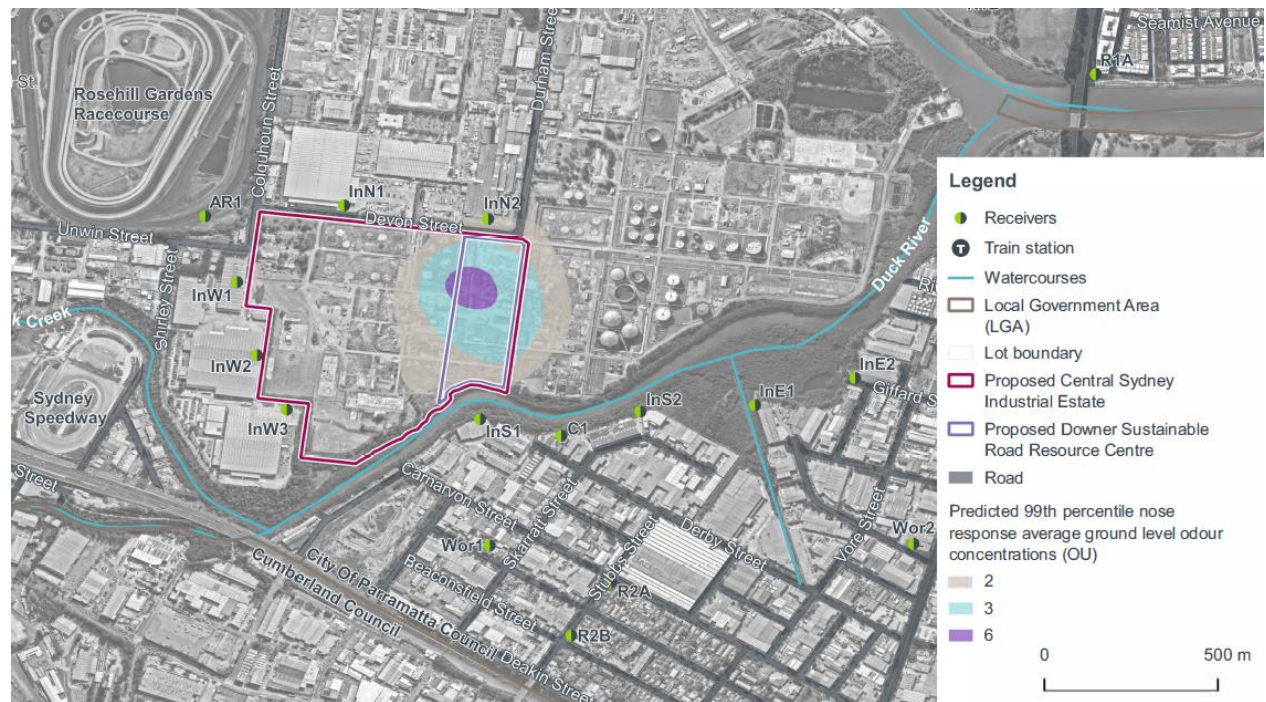 Seamist Avenue
R1A
St.
Rosehill Gardens
Racecourse
Colquhoun Street
Durham Street
AR1
InN1
InN2
Devon Street
Unwin Street
Duck River
InW1
Shirley Street
k Creek
InW2
Sydney
Speedway
InW3
InS1
C1
InS2
InE1
InE2
Giffard S
Street
Carnarvon Street
Derby Street
Vore Street
Wor1
Wor2
Stubbs Street
R2A
Beaconsfield Street
R2B
City Of Parramatta Council
Cumberland Council
Deakin Street
Legend
Receivers
T
Train station
Watercourses
Local Government Area
(LGA)
Lot boundary
Proposed Central Sydney
Industrial Estate
Proposed Downer Sustainable
Road Resource Centre
Road
Predicted 99th percentile nose
response average ground level odour
concentrations (OU)
2
3
6
0
500 m